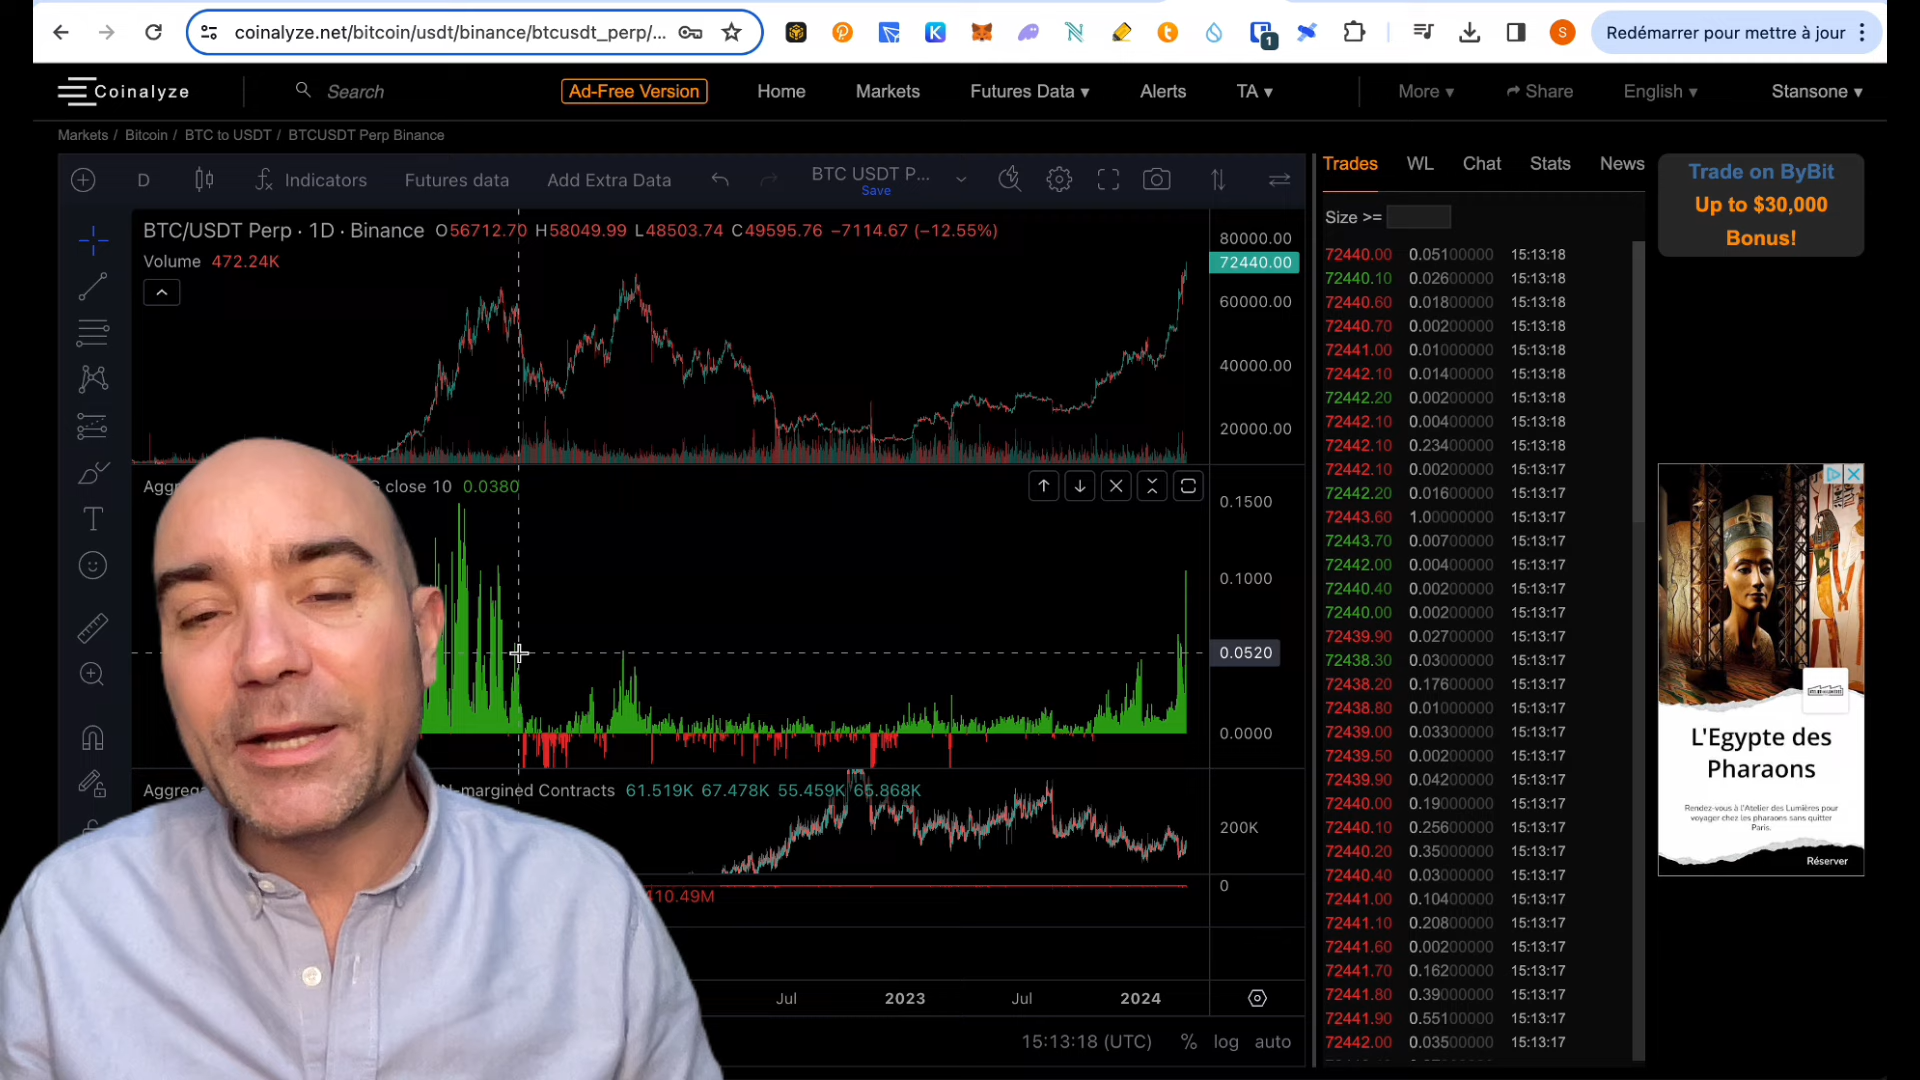 coinalyze.net/bitcoin/usdt/binance/btcusdt_perp/...
1
S
Redémarrer pour mettre à jour
Coinalyze
Search
Ad-Free Version
Home
Markets
Futures Data
Alerts
TA
More
Share
English
Stansone
Markets / Bitcoin / BTC to USDT / BTCUSDT Perp Binance
D
Indicators
Futures data
Add Extra Data
BTC USDT P...
Save
BTC/USDT Perp · 1D · Binance O56712.70 H58049.99 L48503.74 C49595.76 −7114.67 (−12.55%)
Volume 472.24K
80000.00
72440.00
60000.00
40000.00
20000.00
close 10 0.0380
0.1500
0.1000
0.0520
0.0000
N-margined Contracts 61.519K 67.478K 55.459K 65.868K
200K
0
110.49M
Jul
2023
Jul
2024
15:13:18 (UTC)
%
log
auto
Trades
WL
Chat
Stats
News
Size >=
72440.00 0.05100000 15:13:18
72440.10 0.02600000 15:13:18
72440.60 0.01800000 15:13:18
72440.70 0.00200000 15:13:18
72441.00 0.01000000 15:13:18
72442.10 0.01400000 15:13:18
72442.20 0.00200000 15:13:18
72442.10 0.00400000 15:13:18
72442.10 0.23400000 15:13:18
72442.10 0.00200000 15:13:17
72442.20 0.01600000 15:13:17
72443.60 1.00000000 15:13:17
72443.70 0.00700000 15:13:17
72442.00 0.00400000 15:13:17
72440.40 0.00200000 15:13:17
72440.00 0.00200000 15:13:17
72439.90 0.02700000 15:13:17
72438.30 0.03000000 15:13:17
72438.20 0.17600000 15:13:17
72438.80 0.01000000 15:13:17
72439.00 0.03300000 15:13:17
72439.50 0.00200000 15:13:17
72439.90 0.04200000 15:13:17
72440.00 0.19000000 15:13:17
72440.10 0.25600000 15:13:17
72440.20 0.35000000 15:13:17
72440.40 0.03000000 15:13:17
72441.00 0.10400000 15:13:17
72441.10 0.20800000 15:13:17
72441.60 0.00200000 15:13:17
72441.70 0.16200000 15:13:17
72441.80 0.39000000 15:13:17
72441.90 0.55100000 15:13:17
72442.00 0.03500000 15:13:17
Trade on ByBit
Up to $30,000
Bonus!
L'Egypte des
Pharaons
Rendez-vous à l'Atelier des Lumières pour
voyager chez les pharaons sans quitter
Paris.
Réserver